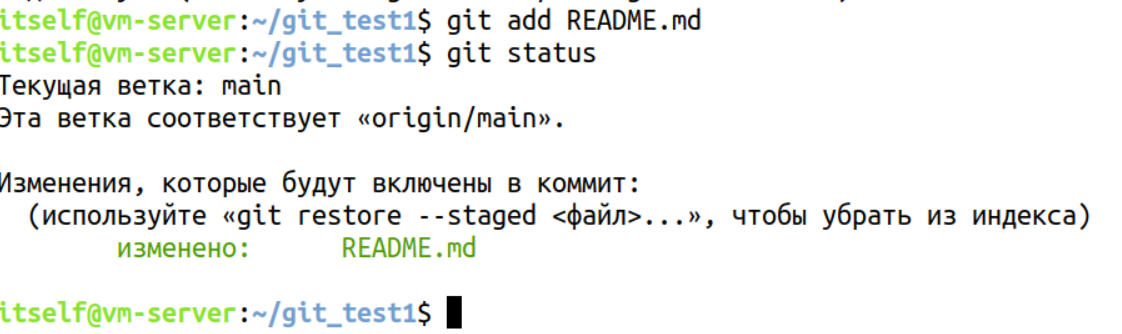 itself@vm-server:~/git_test1$ git add README.md
itself@vm-server:~/git_test1$ git status
Текущая ветка: main
Эта ветка соответствует «origin/main».
Изменения, которые будут включены в коммит:
(используйте «git restore --staged <файл>...», чтобы убрать из индекса)
изменено: README.md
itself@vm-server:~/git_test1$